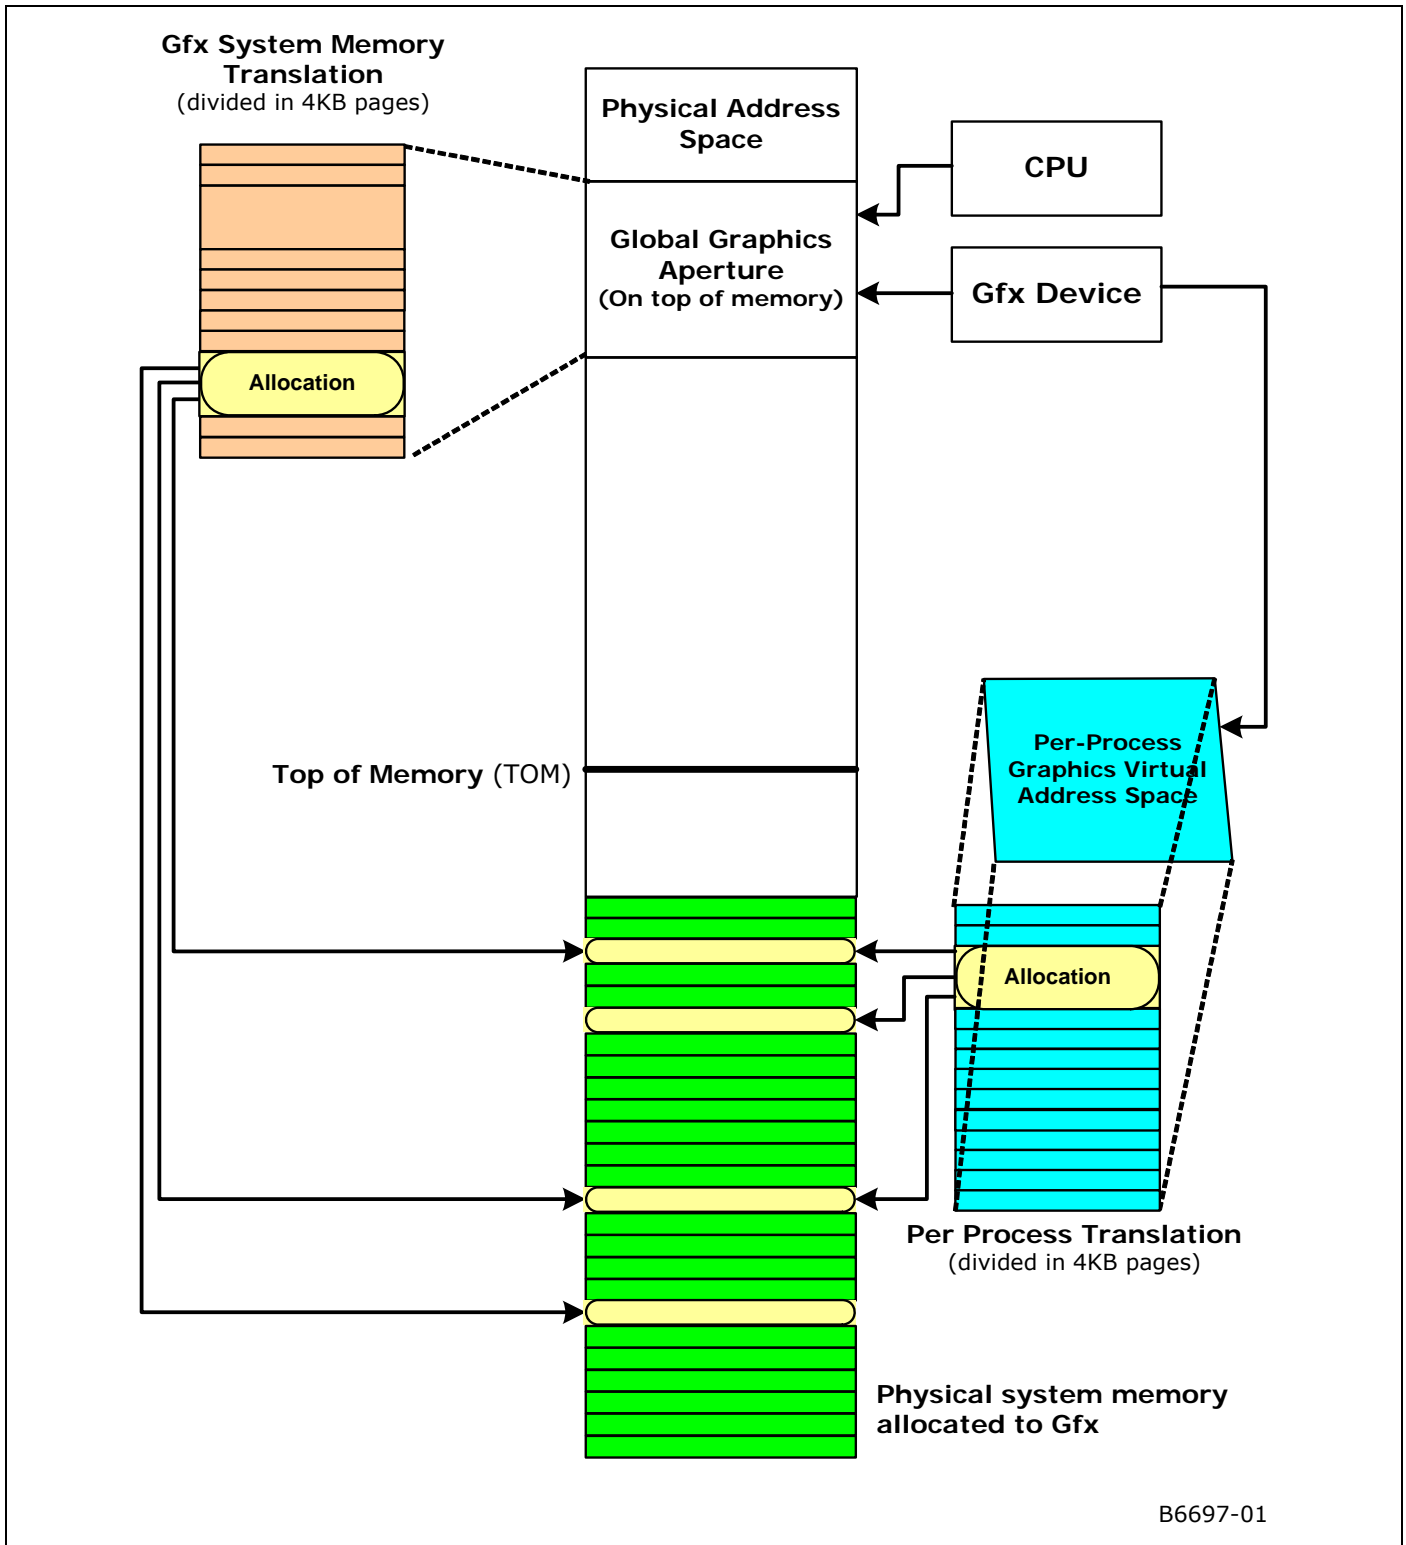 Gfx System Memory
Translation
(divided in 4KB pages)
Physical Address
Space
CPU
Global Graphics
Aperture
(On top of memory)
Gfx Device
Allocation
Per-Process
Graphics Virtual
Address Space
Top of Memory (TOM)
Allocation
Per Process Translation
(divided in 4KB pages)
Physical system memory
allocated to Gfx
B6697-01